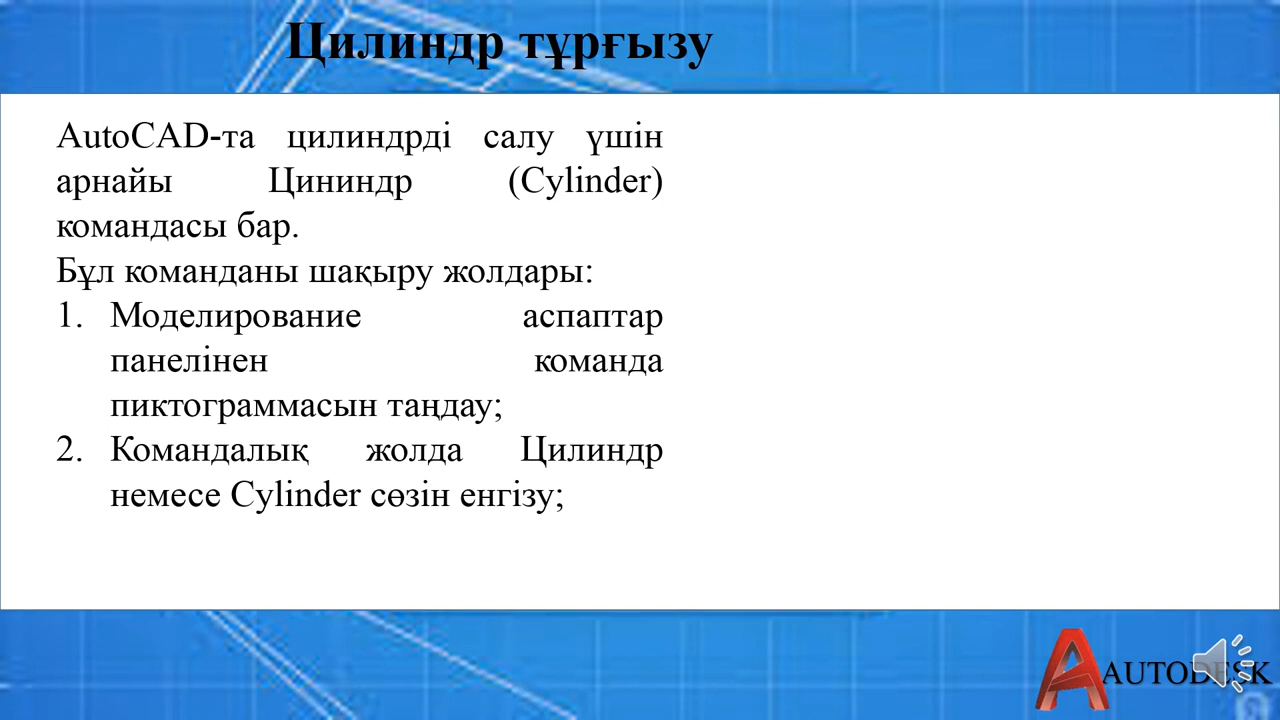 Цилиндр тұрғызу
AutoCAD-та цилиндрді салу үшін
арнайы Цининдр (Cylinder)
командасы бар.
Бұл команданы шақыру жолдары:
1. Моделирование аспаптар
панелінен команда
пиктограммасын таңдау;
2. Командалық жолда Цилиндр
немесе Cylinder сөзін енгізу;
AUTODESK